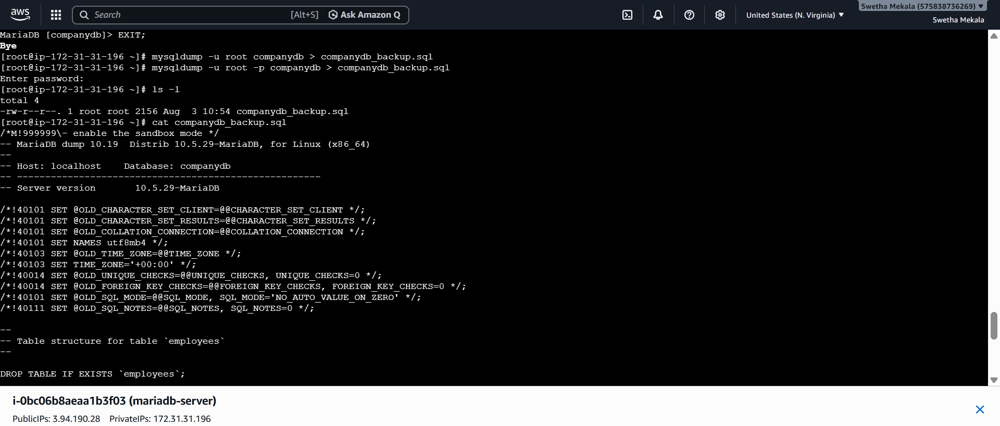 aws
Search [Alt+S] Ask Amazon Q
United States (N. Virginia) ▼
Swetha Mekala (575838736269) ▼
Swetha Mekala
MariaDB [companydb]> EXIT;
Bye
[root@ip-172-31-31-196 ~]# mysqldump -u root companydb > companydb_backup.sql
[root@ip-172-31-31-196 ~]# mysqldump -u root -p companydb > companydb_backup.sql
Enter password:
[root@ip-172-31-31-196 ~]# ls -l
total 4
-rw-r--r--. 1 root root 2156 Aug  3 10:54 companydb_backup.sql
[root@ip-172-31-31-196 ~]# cat companydb_backup.sql
/*M!999999\- enable the sandbox mode */
-- MariaDB dump 10.19  Distrib 10.5.29-MariaDB, for Linux (x86_64)
--
-- Host: localhost    Database: companydb
-- ------------------------------------------------------
-- Server version       10.5.29-MariaDB
/*!40101 SET @OLD_CHARACTER_SET_CLIENT=@@CHARACTER_SET_CLIENT */;
/*!40101 SET @OLD_CHARACTER_SET_RESULTS=@@CHARACTER_SET_RESULTS */;
/*!40101 SET @OLD_COLLATION_CONNECTION=@@COLLATION_CONNECTION */;
/*!40101 SET NAMES utf8mb4 */;
/*!40103 SET @OLD_TIME_ZONE=@@TIME_ZONE */;
/*!40103 SET TIME_ZONE='+00:00' */;
/*!40014 SET @OLD_UNIQUE_CHECKS=@@UNIQUE_CHECKS, UNIQUE_CHECKS=0 */;
/*!40014 SET @OLD_FOREIGN_KEY_CHECKS=@@FOREIGN_KEY_CHECKS, FOREIGN_KEY_CHECKS=0 */;
/*!40101 SET @OLD_SQL_MODE=@@SQL_MODE, SQL_MODE='NO_AUTO_VALUE_ON_ZERO' */;
/*!40111 SET @OLD_SQL_NOTES=@@SQL_NOTES, SQL_NOTES=0 */;
--
-- Table structure for table `employees`
--
DROP TABLE IF EXISTS `employees`;
i-0bc06b8aeaa1b3f03 (mariadb-server)
PublicIPs: 3.94.190.28 PrivateIPs: 172.31.31.196